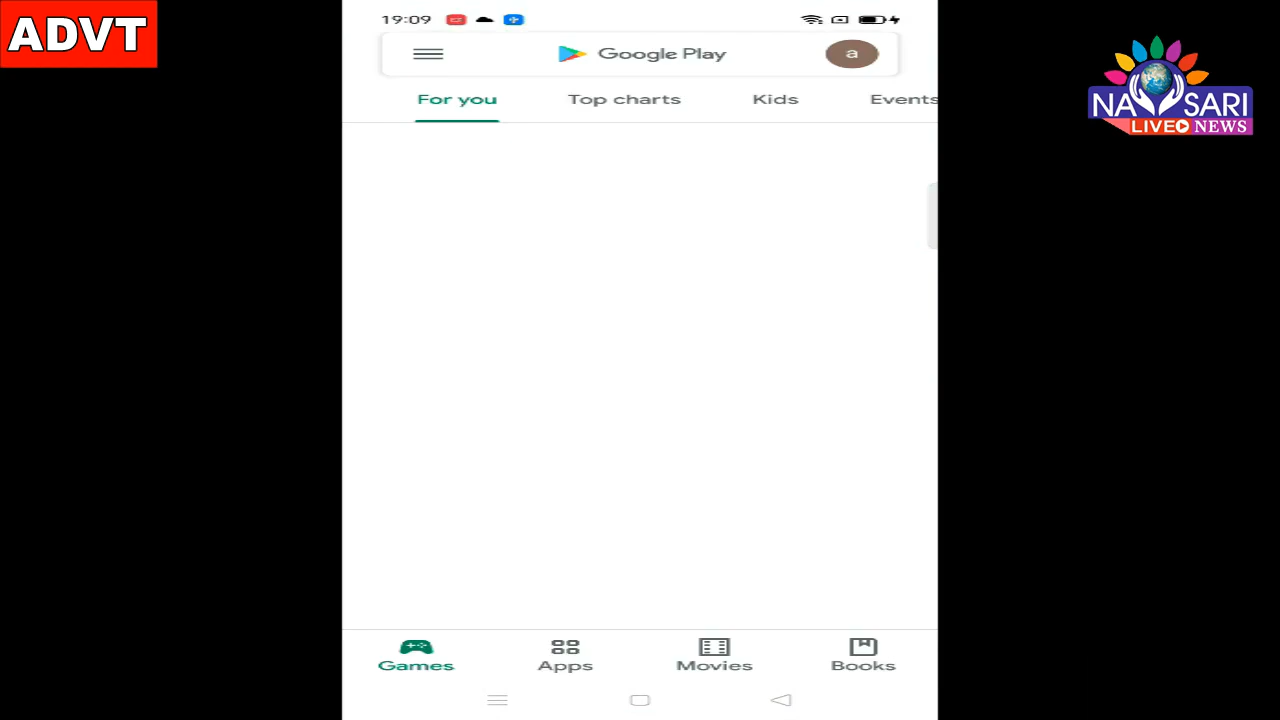 ADVT
19:09
Google Play
a
For you
Top charts
Kids
Events
NAVSARI
LIVE NEWS
Games
Apps
Movies
Books